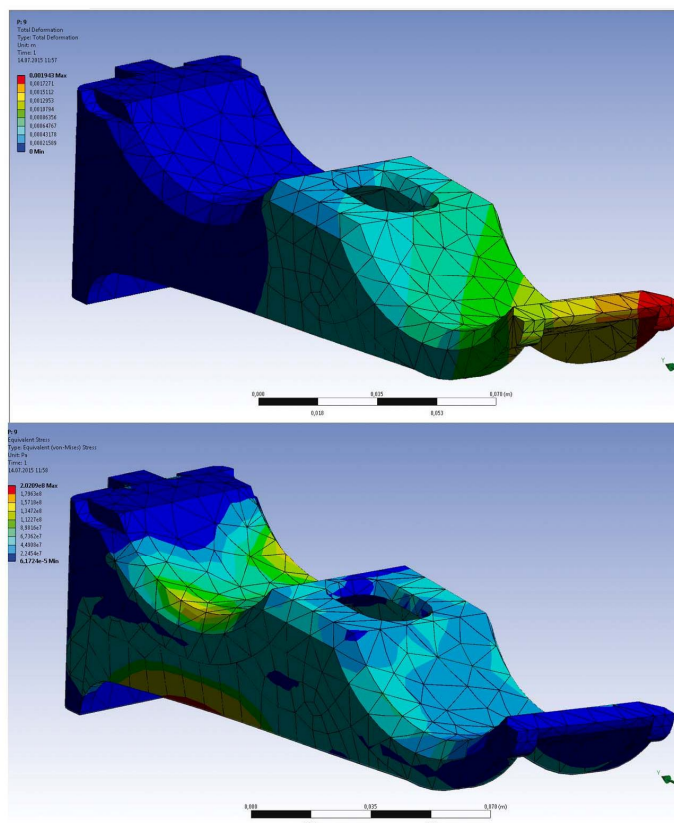 P: 9
Total Deformation
Type: Total Deformation
Unit: m
Time: 1
14.07.2015 11:57
0,001943 Max
0,0017271
0,0015112
0,0012953
0,0010794
0,00086356
0,00064767
0,00043178
0,00021589
0 Min
0,000
0,035
0,070 (m)
0,018
0,053
Y
P: 9
Equivalent Stress
Type: Equivalent (von-Mises) Stress
Unit: Pa
Time: 1
14.07.2015 11:58
2,0209e8 Max
1,7963e8
1,5718e8
1,3472e8
1,1227e8
8,9816e7
6,7362e7
4,4908e7
2,2454e7
6,1724e-5 Min
Y
0,000
0,035
0,070 (m)